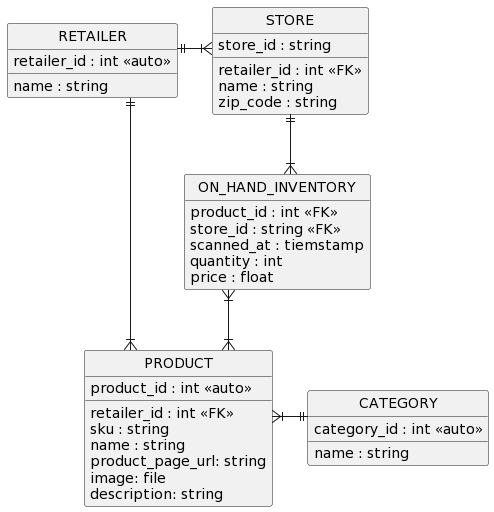 RETAILER
retailer_id : int «auto»
name : string
STORE
store_id : string
retailer_id : int «FK»
name : string
zip_code : string
ON_HAND_INVENTORY
product_id : int «FK»
store_id : string «FK»
scanned_at : tiemstamp
quantity : int
price : float
PRODUCT
product_id : int «auto»
retailer_id : int «FK»
sku : string
name : string
product_page_url: string
image: file
description: string
CATEGORY
category_id : int «auto»
name : string